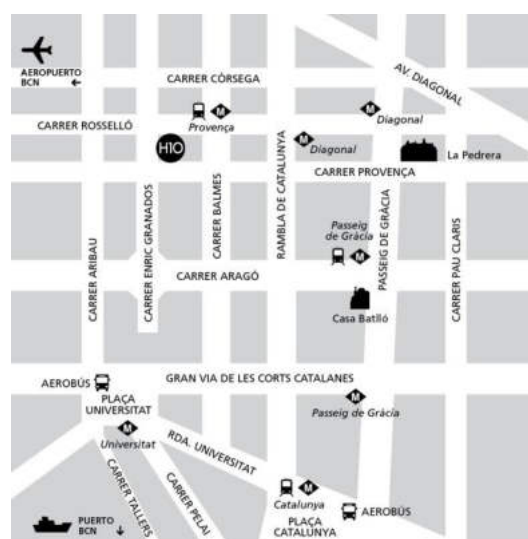 AEROPUERTO
BCN ←
CARRER CÒRSEGA
AV. DIAGONAL
M
Diagonal
CARRER ROSSELLÓ
M
Provença
M
Diagonal
H10
La Pedrera
CARRER PROVENÇA
CARRER ARIBAU
CARRER ENRIC GRANADOS
CARRER BALMES
RAMBLA DE CATALUNYA
PASSEIG DE GRÀCIA
CARRER PAU CLARIS
Passeig
de Gràcia
M
CARRER ARAGÓ
Casa Batlló
AEROBÚS
GRAN VIA DE LES CORTS CATALANES
PLAÇA
UNIVERSITAT
M
Passeig de Gràcia
M
Universitat
RDA. UNIVERSITAT
CARRER TALLERS
CARRER PELAI
M
Catalunya
PLAÇA
CATALUNYA
AEROBÚS
PUERTO
BCN ↓